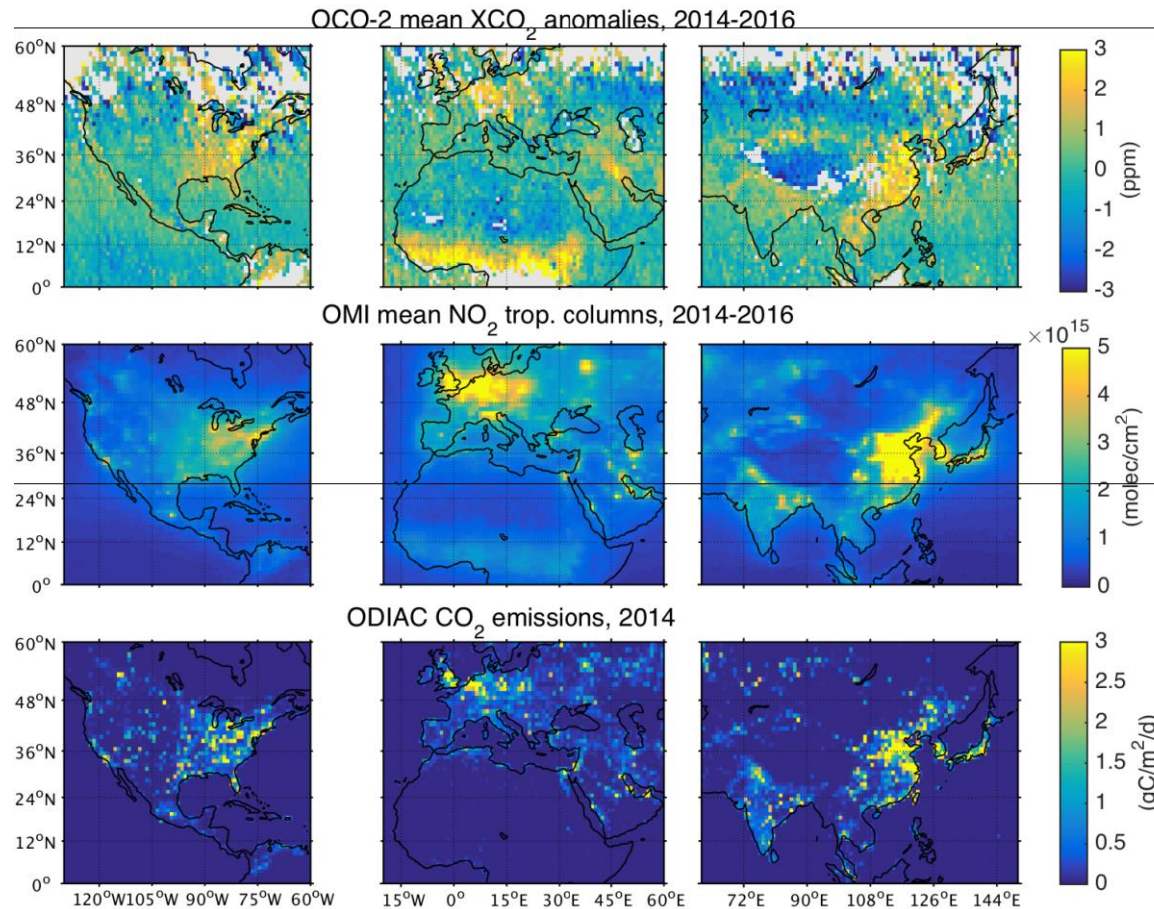 OCO-2 mean XCO₂ anomalies, 2014-2016
60°N
48°N
36°N
24°N
12°N
0°
3
2
1
0
-1
-2
-3
(ppm)
OMI mean NO₂ trop. columns, 2014-2016
60°N
48°N
36°N
24°N
12°N
0°
×10¹⁵
5
4
3
2
1
0
(molec/cm²)
ODIAC CO₂ emissions, 2014
60°N
48°N
36°N
24°N
12°N
0°
3
2.5
2
1.5
1
0.5
0
(gC/m²/d)
120°W 105°W 90°W 75°W 60°W
15°W 0° 15°E 30°E 45°E 60°E
72°E 90°E 108°E 126°E 144°E